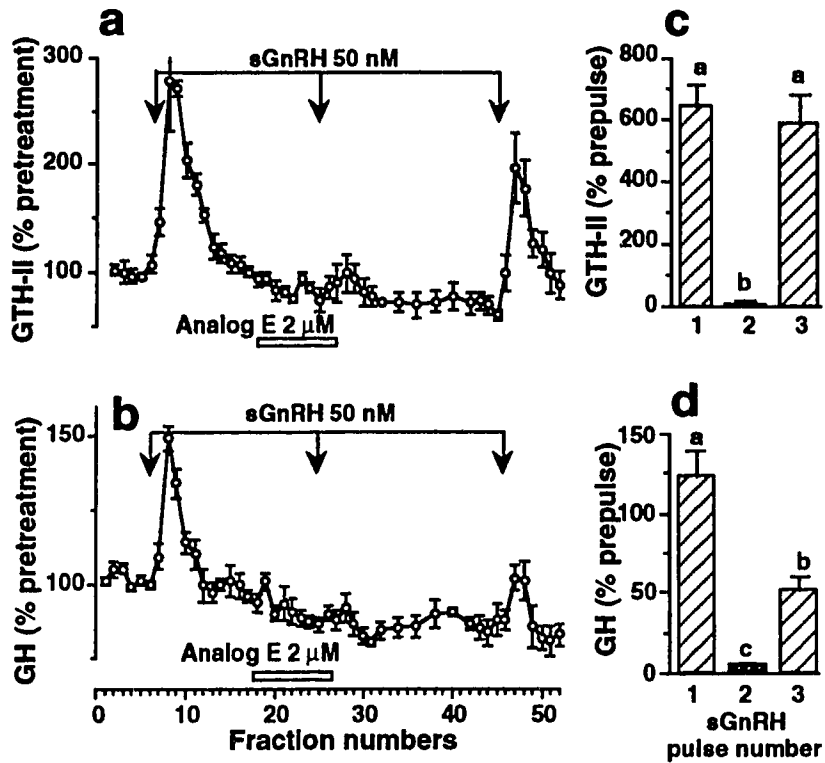 a
sGnRH 50 nM
GTH-II (% pretreatment)
300
200
100
Analog E 2 µM
b
sGnRH 50 nM
GH (% pretreatment)
150
100
Analog E 2 µM
0 10 20 30 40 50
Fraction numbers
c
GTH-II (% prepulse)
800
600
400
200
0
a
b
a
1 2 3
d
GH (% prepulse)
150
100
50
0
a
c
b
1 2 3
sGnRH
pulse number